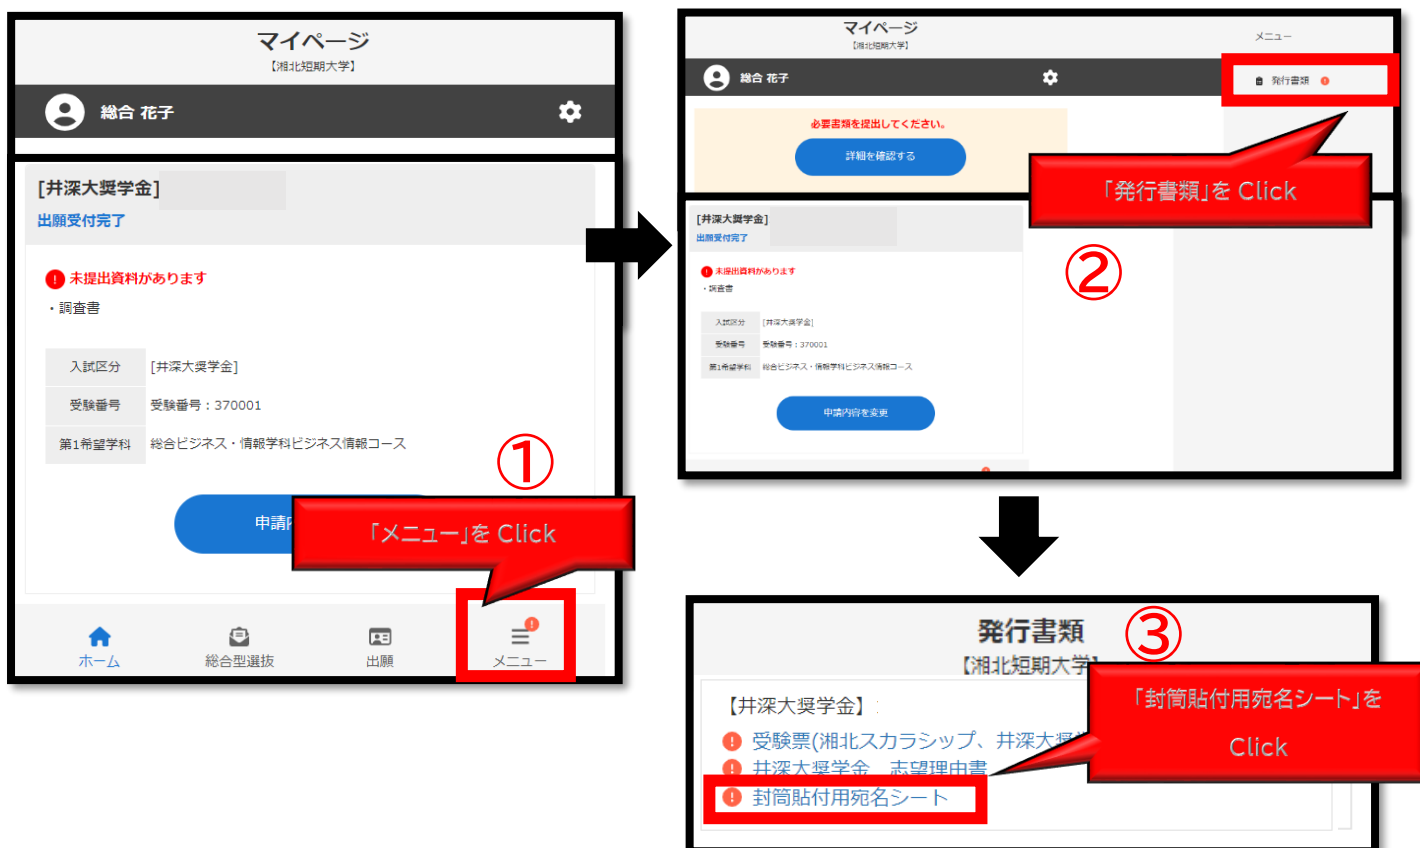 マイページ
【湘北短期大学】
総合 花子
[井深大奨学金]
出願受付完了
未提出資料があります
・調査書
入試区分 [井深大奨学金]
受験番号 受験番号：370001
第1希望学科 総合ビジネス・情報学科ビジネス情報コース
①
申請内
「メニュー」を Click
ホーム 総合型選抜 出願 メニュー
マイページ
【湘北短期大学】
メニュー
総合 花子
発行書類
必要書類を提出してください。
詳細を確認する
「発行書類」を Click
②
[井深大奨学金]
出願受付完了
未提出資料があります
・調査書
入試区分 [井深大奨学金]
受験番号 受験番号：370001
第1希望学科 総合ビジネス・情報学科ビジネス情報コース
申請内容を変更
発行書類
③
【湘北短期大学】
「封筒貼付用宛名シート」を
Click
【井深大奨学金】
受験票(湘北スカラシップ、井深大奨
井深大奨学金 志望理由書
封筒貼付用宛名シート